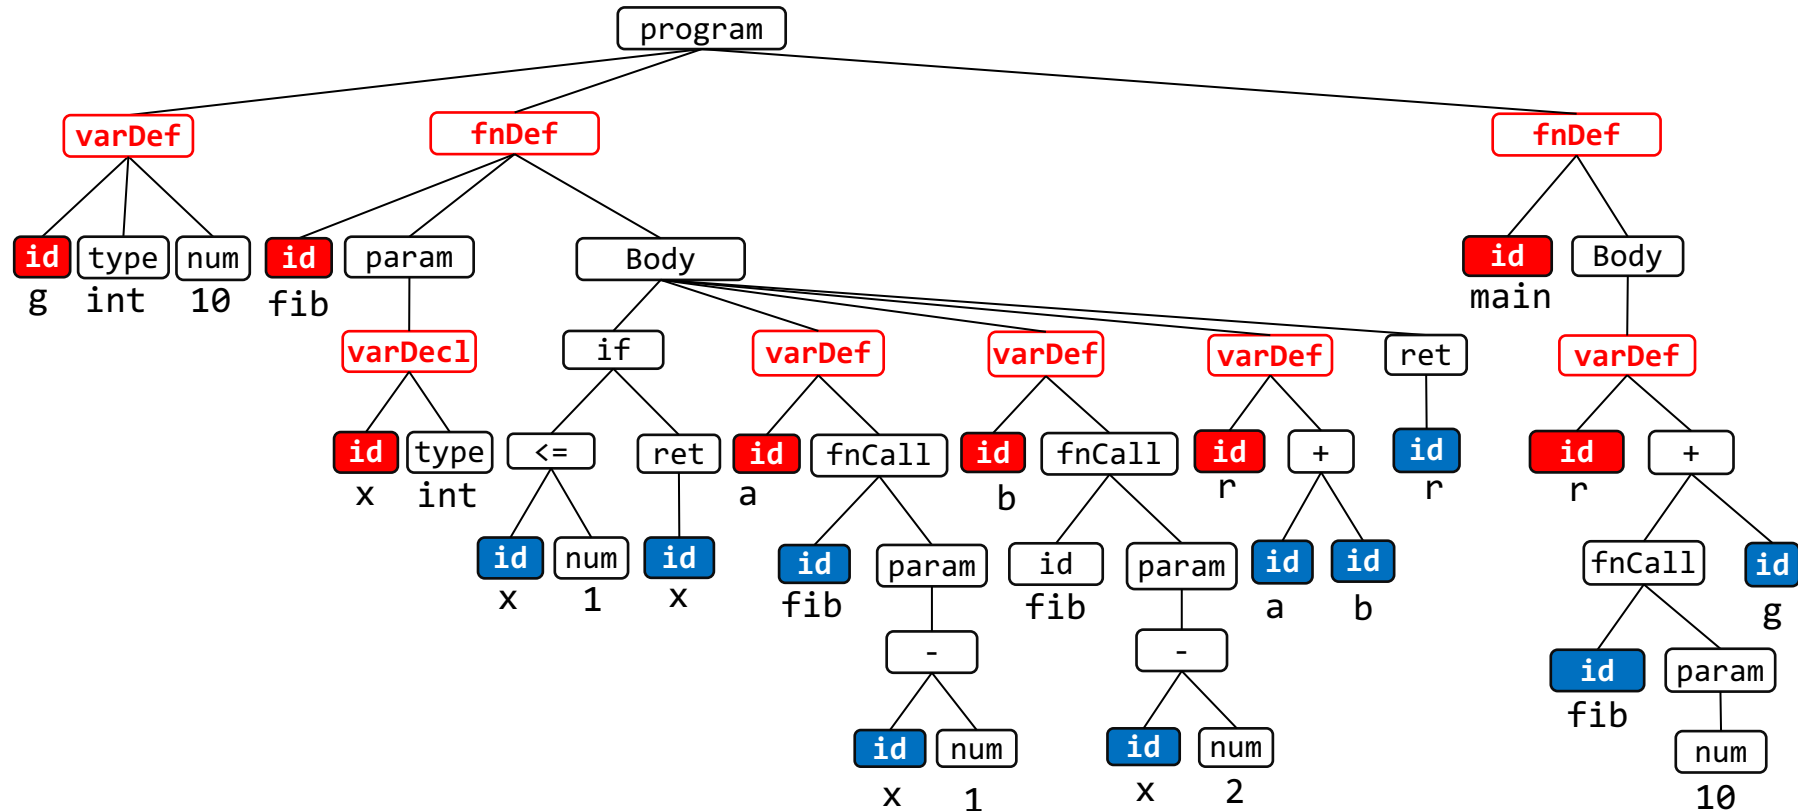 program
varDef fnDef fnDef
id type num id param Body id Body
g int 10 fib main
varDecl if varDef varDef varDef ret varDef
id type <= ret id fnCall id fnCall id + id id +
x int a b r r r
id num id id param id param id id fnCall id
x 1 x fib fib a b g
- - id param
fib
id num id num num
x 1 x 2 10